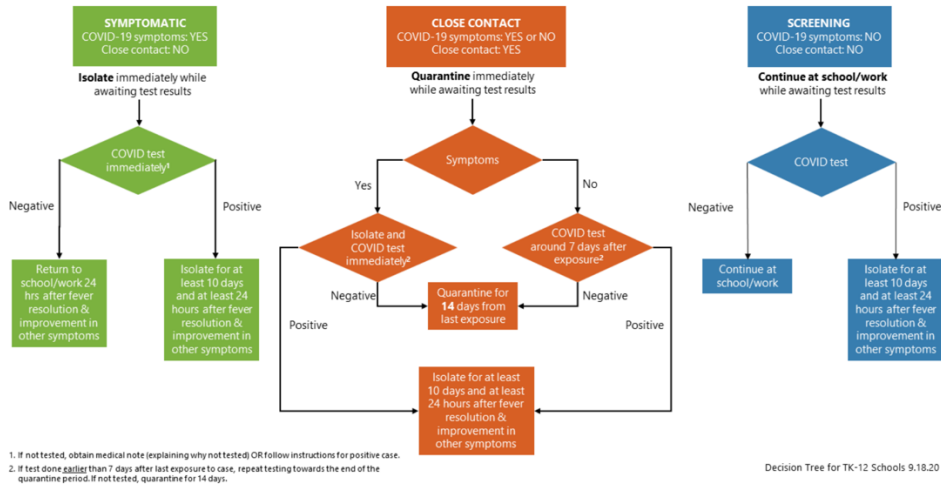 SYMPTOMATIC
COVID-19 symptoms: YES
Close contact: NO
Isolate immediately while
awaiting test results
COVID test
immediately¹
Negative
Positive
Return to
school/work 24
hrs after fever
resolution &
improvement in
other symptoms
Isolate for at
least 10 days
and at least 24
hours after fever
resolution &
improvement in
other symptoms
CLOSE CONTACT
COVID-19 symptoms: YES or NO
Close contact: YES
Quarantine immediately
while awaiting test results
Symptoms
Yes
No
Isolate and
COVID test
immediately²
COVID test
around 7 days after
exposure²
Negative
Negative
Quarantine for
14 days from
last exposure
Positive
Positive
Isolate for at least
10 days and at least
24 hours after fever
resolution &
improvement in
other symptoms
SCREENING
COVID-19 symptoms: NO
Close contact: NO
Continue at school/work
while awaiting test results
COVID test
Negative
Positive
Continue at
school/work
Isolate for at
least 10 days
and at least 24
hours after fever
resolution &
improvement in
other symptoms
1. If not tested, obtain medical note (explaining why not tested) OR follow instructions for positive case.
2. If test done earlier than 7 days after last exposure to case, repeat testing towards the end of the
quarantine period. If not tested, quarantine for 14 days.
Decision Tree for TK-12 Schools 9.18.20